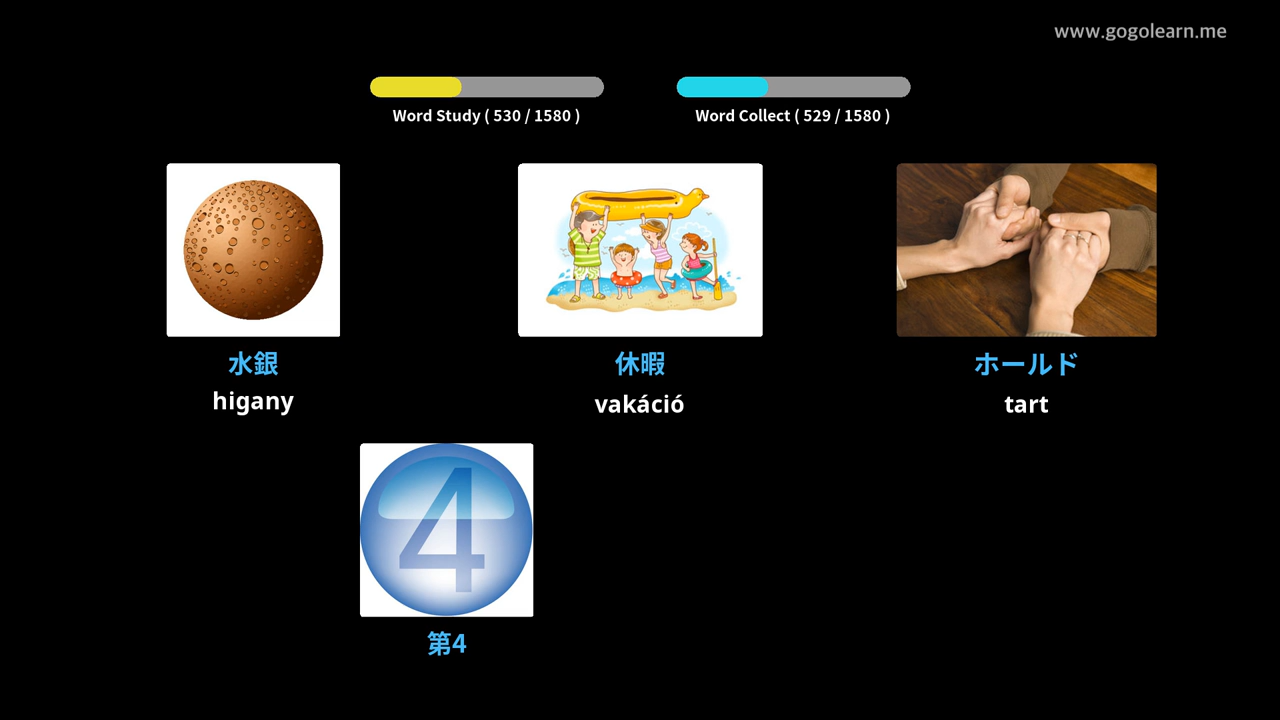 www.gogolearn.me
Word Study ( 530 / 1580 )
Word Collect ( 529 / 1580 )
水銀
higany
休暇
vakáció
ホールド
tart
4
第4